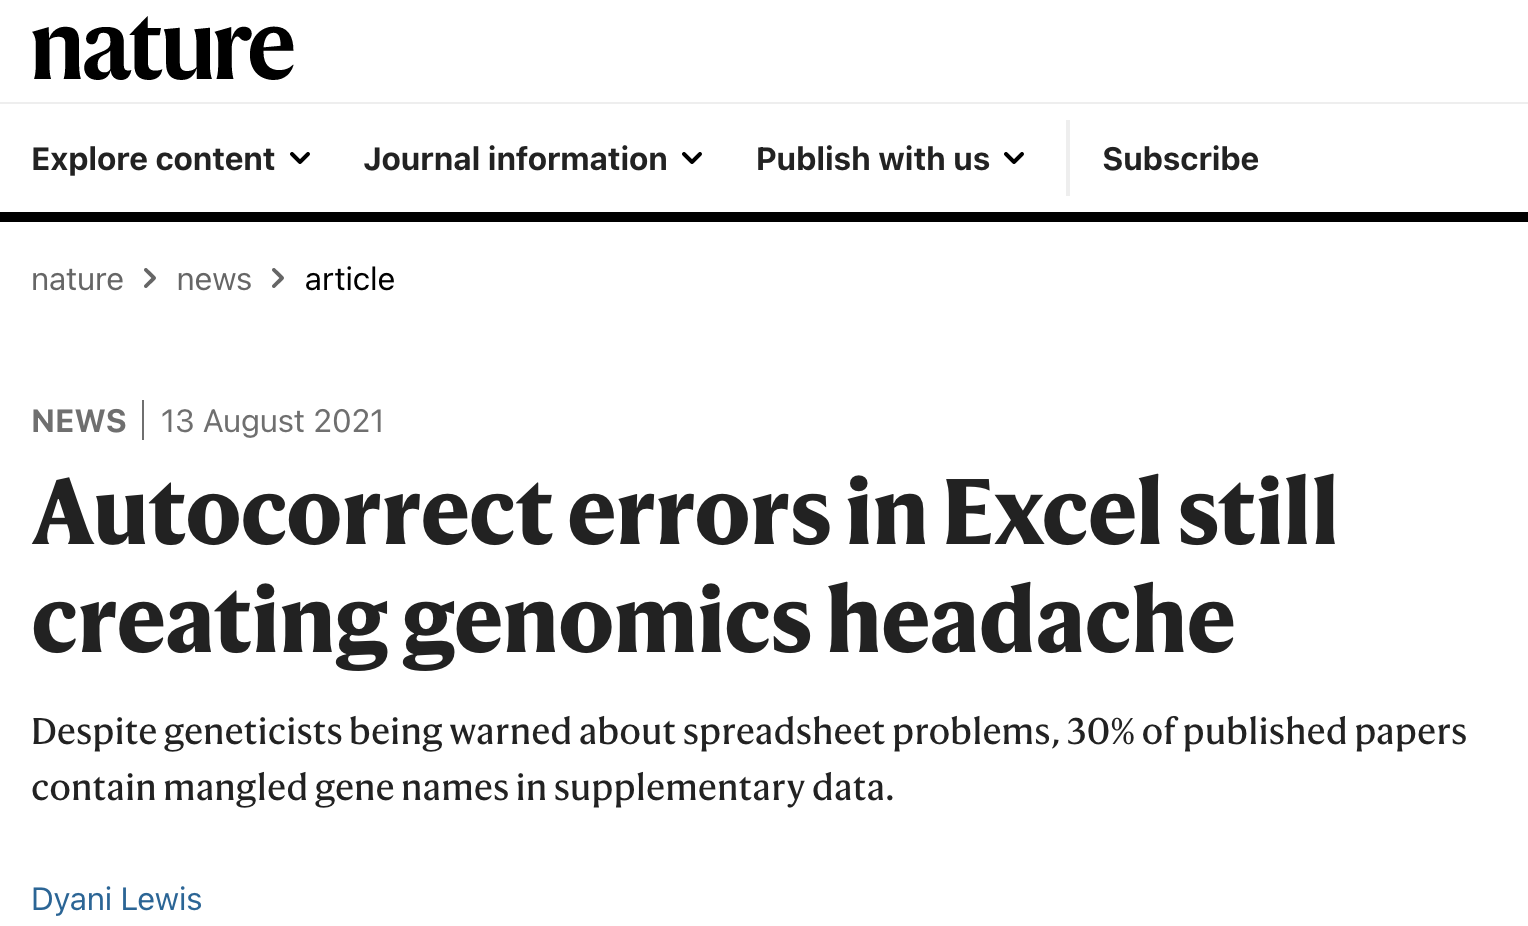 nature
Explore content Journal information Publish with us Subscribe
nature > news > article
NEWS | 13 August 2021
Autocorrect errors in Excel still
creating genomics headache
Despite geneticists being warned about spreadsheet problems, 30% of published papers
contain mangled gene names in supplementary data.
Dyani Lewis